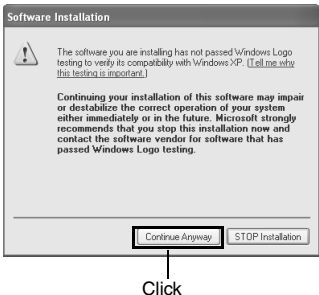 Software Installation
The software you are installing has not passed Windows Logo
testing to verify its compatibility with Windows XP. (Tell me why
this testing is important.)
Continuing your installation of this software may impair
or destabilize the correct operation of your system
either immediately or in the future. Microsoft strongly
recommends that you stop this installation now and
contact the software vendor for software that has
passed Windows Logo testing.
Continue Anyway
STOP Installation
Click